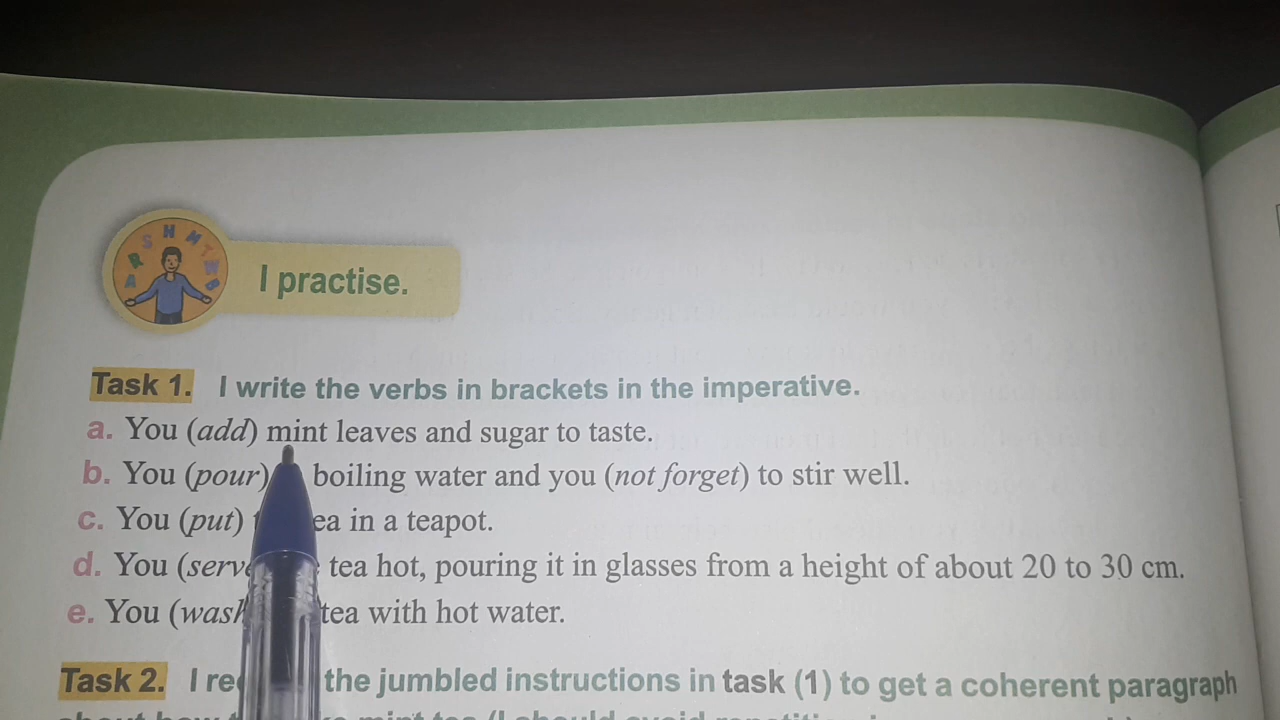 A R S H M T W B
I practise.
Task 1. I write the verbs in brackets in the imperative.
a. You (add) mint leaves and sugar to taste.
b. You (pour) boiling water and you (not forget) to stir well.
c. You (put) tea in a teapot.
d. You (serve tea hot, pouring it in glasses from a height of about 20 to 30 cm.
e. You (wash tea with hot water.
Task 2. I the jumbled instructions in task (1) to get a coherent paragraph